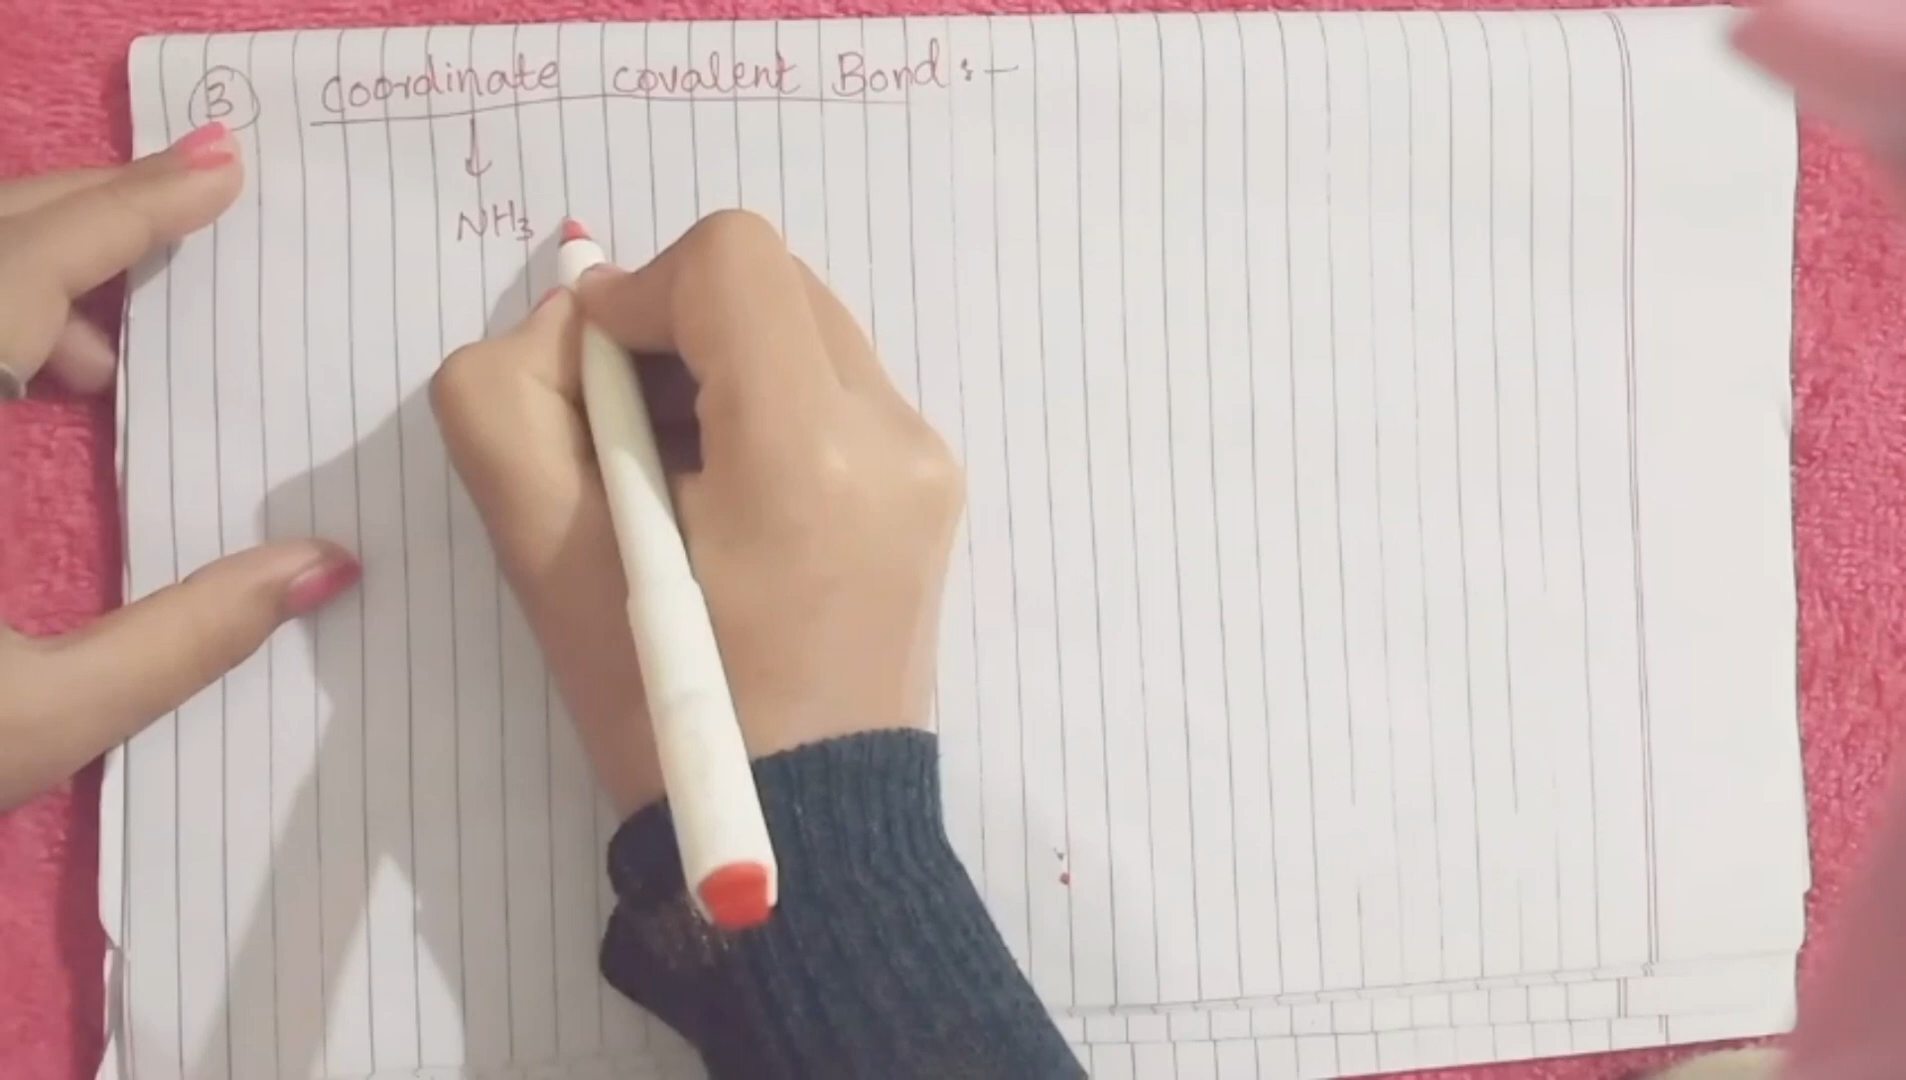 3 Coordinate covalent Bond :-
↓
NH3